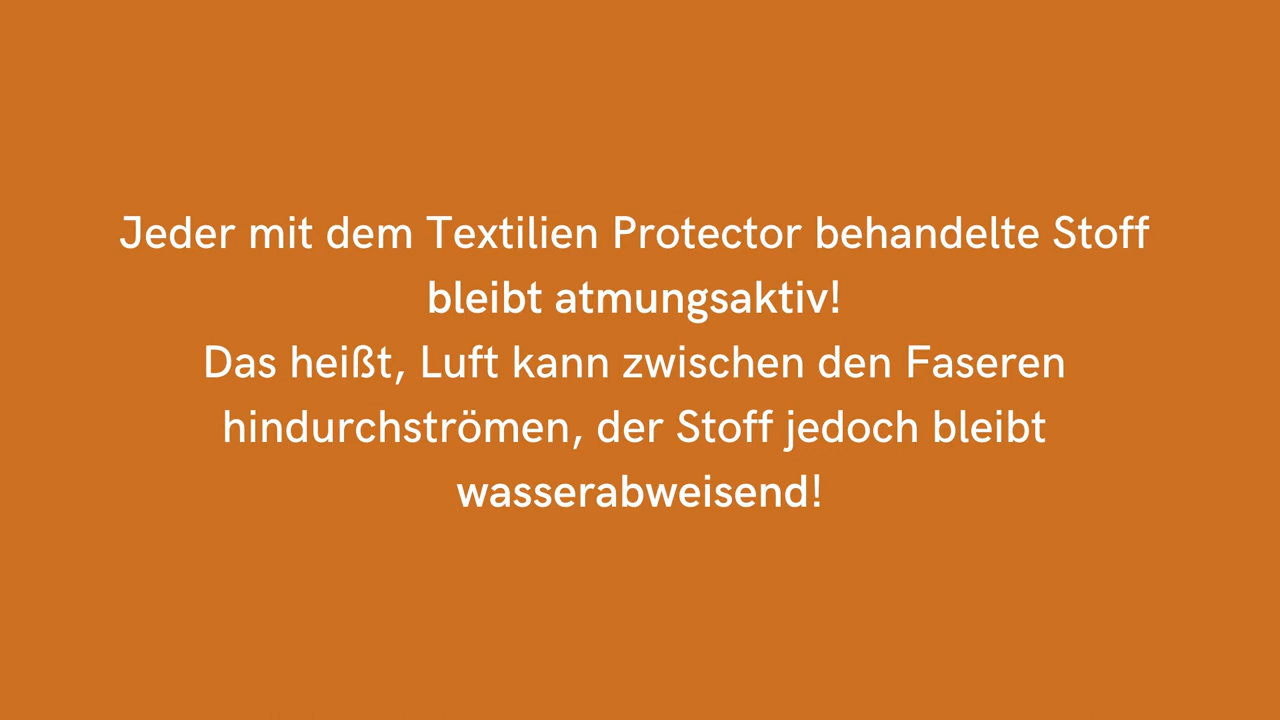 Jeder mit dem Textilien Protector behandelte Stoff
bleibt atmungsaktiv!
Das heißt, Luft kann zwischen den Faseren
hindurchströmen, der Stoff jedoch bleibt
wasserabweisend!